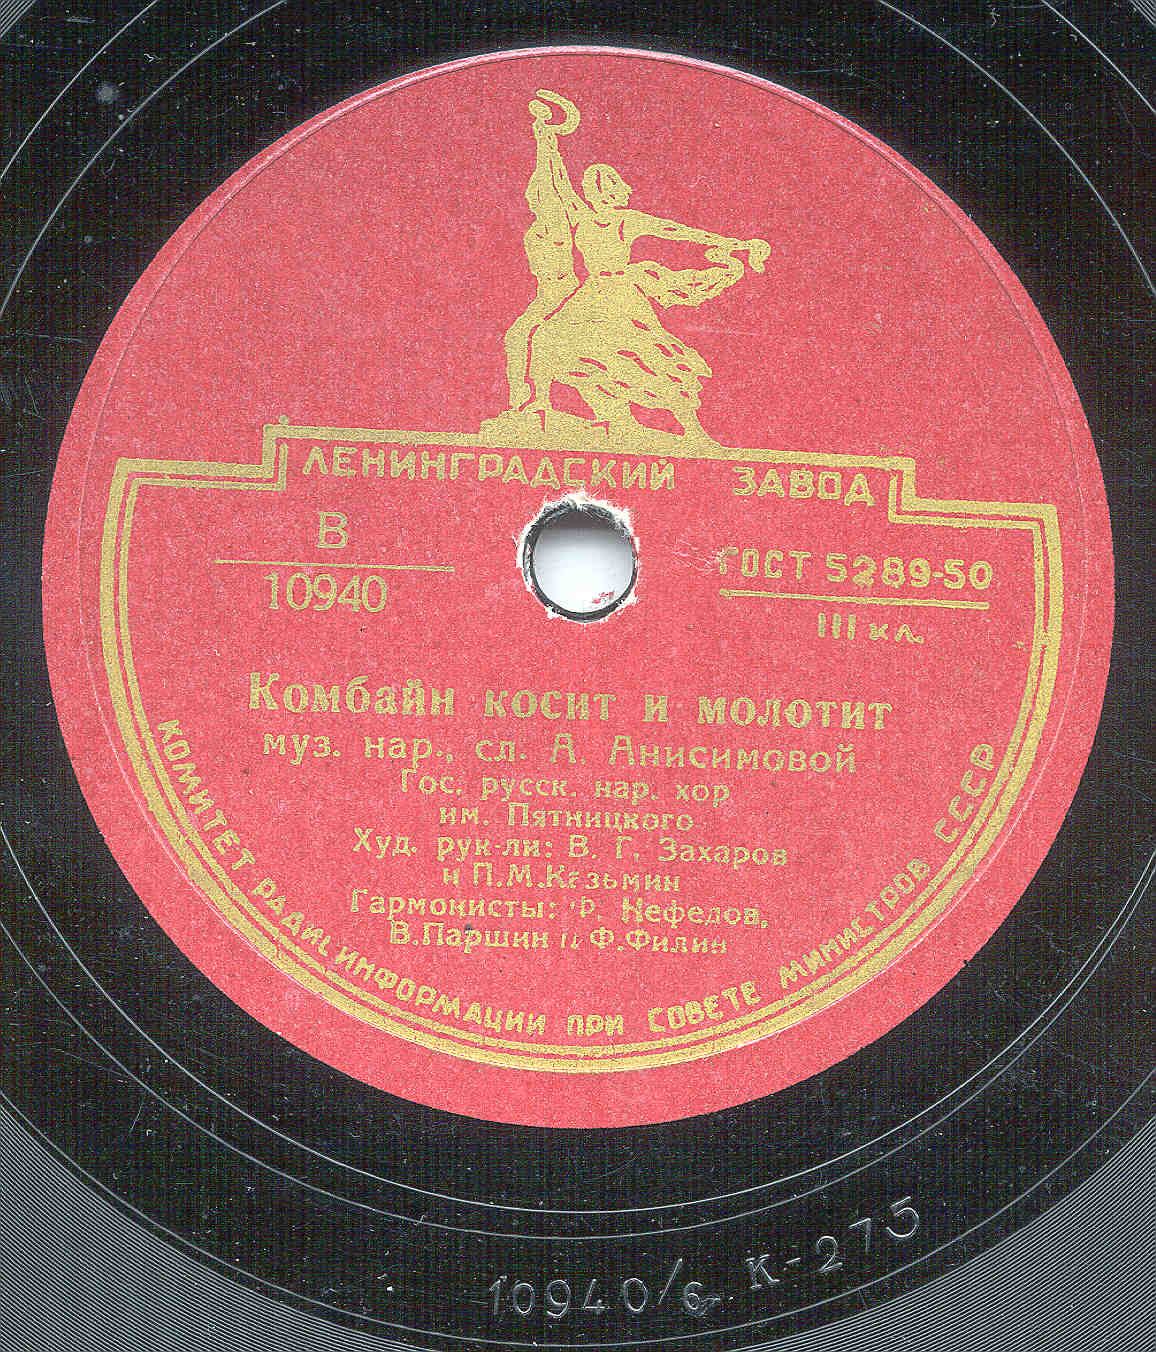 ЛЕНИНГРАДСКИЙ ЗАВОД
В
10940
ГОСТ 5289-50
III кл.
Комбайн косит и молотит
муз. нар., сл. А. Анисимовой
Гос. русск. нар. хор
им. Пятницкого
Худ. рук-ли: В. Г. Захаров
и П.М.Казьмин
Гармонисты: Ф. Нефедов,
В.Паршин и Ф.Филин
КОМИТЕТ РАДИОИНФОРМАЦИИ ПРИ СОВЕТЕ МИНИСТРОВ СССР
10940/6 К-275